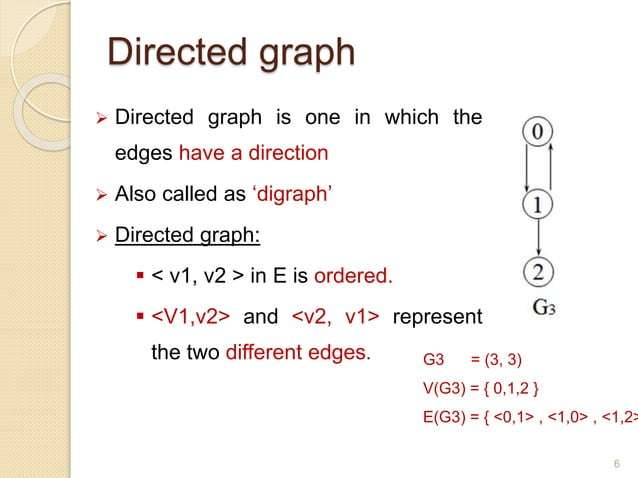 Directed graph
➢ Directed graph is one in which the
edges have a direction
➢ Also called as ‘digraph’
➢ Directed graph:
▪ < v1, v2 > in E is ordered.
▪ <V1,v2> and <v2, v1> represent
the two different edges.
0
1
2
G3
G3 = (3, 3)
V(G3) = { 0,1,2 }
E(G3) = { <0,1> , <1,0> , <1,2>
6